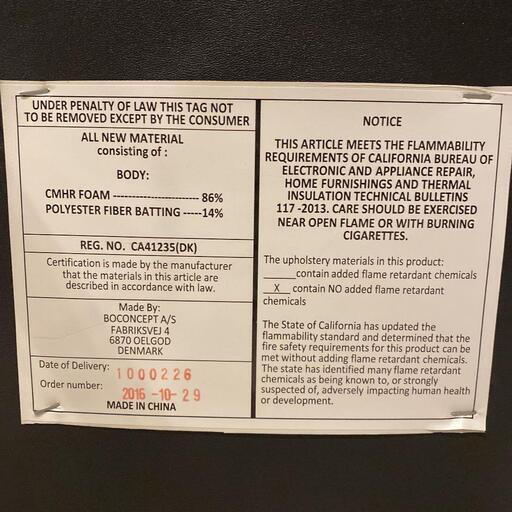 UNDER PENALTY OF LAW THIS TAG NOT
TO BE REMOVED EXCEPT BY THE CONSUMER
ALL NEW MATERIAL
consisting of :
BODY:
CMHR FOAM ------------------------ 86%
POLYESTER FIBER BATTING -----14%
REG. NO. CA41235(DK)
Certification is made by the manufacturer
that the materials in this article are
described in accordance with law.
Made By:
BOCONCEPT A/S
FABRIKSVEJ 4
6870 OELGOD
DENMARK
Date of Delivery: 1000226
Order number: 2016-10-29
MADE IN CHINA
NOTICE
THIS ARTICLE MEETS THE FLAMMABILITY
REQUIREMENTS OF CALIFORNIA BUREAU OF
ELECTRONIC AND APPLIANCE REPAIR,
HOME FURNISHINGS AND THERMAL
INSULATION TECHNICAL BULLETINS
117 -2013. CARE SHOULD BE EXERCISED
NEAR OPEN FLAME OR WITH BURNING
CIGARETTES.
The upholstery materials in this product:
______contain added flame retardant chemicals
__X__ contain NO added flame retardant
chemicals
The State of California has updated the
flammability standard and determined that the
fire safety requirements for this product can be
met without adding flame retardant chemicals.
The state has identified many flame retardant
chemicals as being known to, or strongly
suspected of, adversely impacting human health
or development.